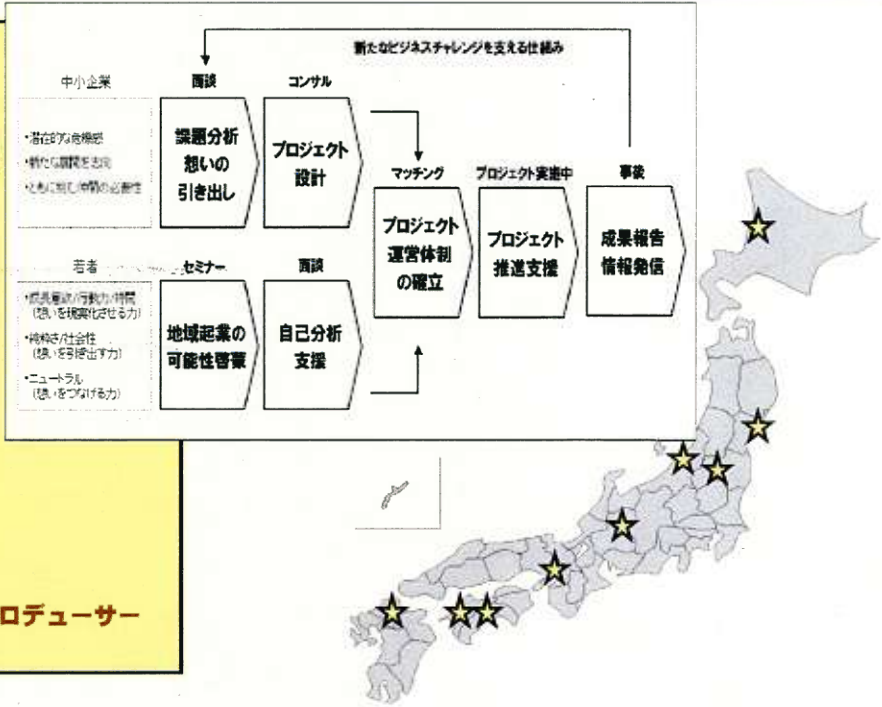 新たなビジネスチャレンジを支える仕組み
中小企業
・潜在的な危機感
・新たな展開を志向
・ともに挑む仲間の必要性
面談
課題分析
想いの
引き出し
コンサル
プロジェクト
設計
若者
・成長意欲/行動力/時間
(想いを現実化させる力)
・純粋さ/社会性
(想いを引き出す力)
・ニュートラル
(想いをつなげる力)
セミナー
地域起業の
可能性啓蒙
面談
自己分析
支援
マッチング
プロジェクト
運営体制
の確立
プロジェクト実施中
プロジェクト
推進支援
事後
成果報告
情報発信
ロデューサー